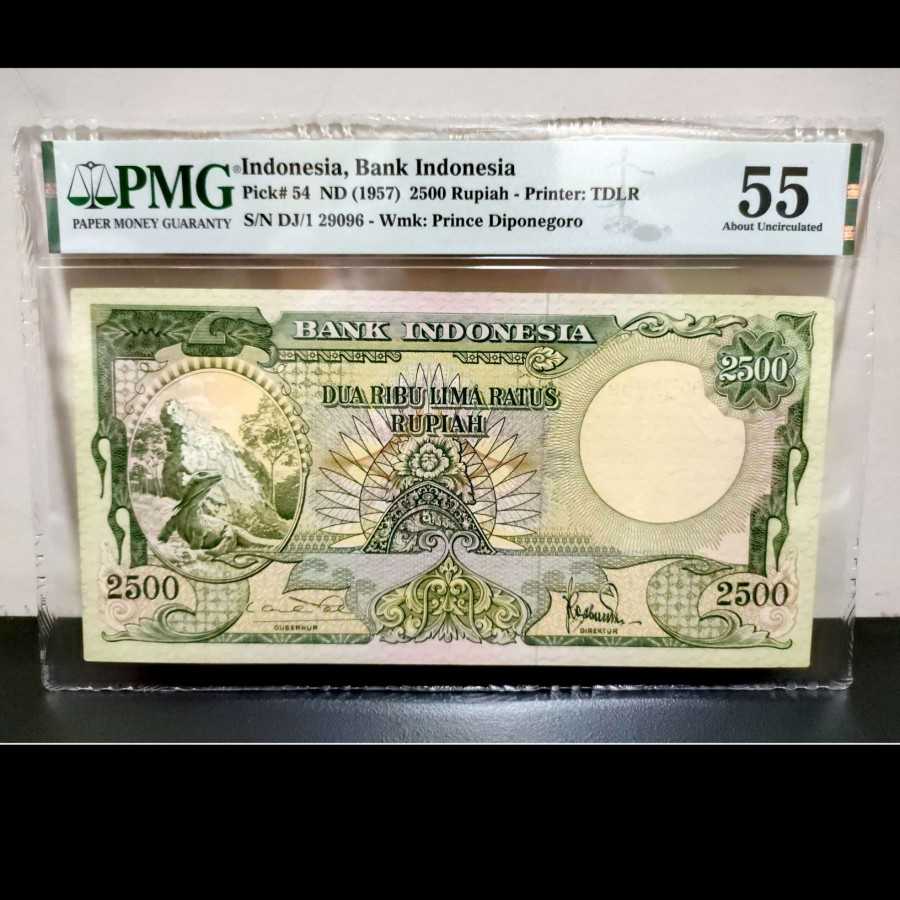 PMG
PAPER MONEY GUARANTY
Indonesia, Bank Indonesia
Pick# 54 ND (1957) 2500 Rupiah - Printer: TDLR
S/N DJ/1 29096 - Wmk: Prince Diponegoro
55
About Uncirculated
BANK INDONESIA
2500
DUA RIBU LIMA RATUS
RUPIAH
2500
2500
GUBERNUR
DIREKTUR